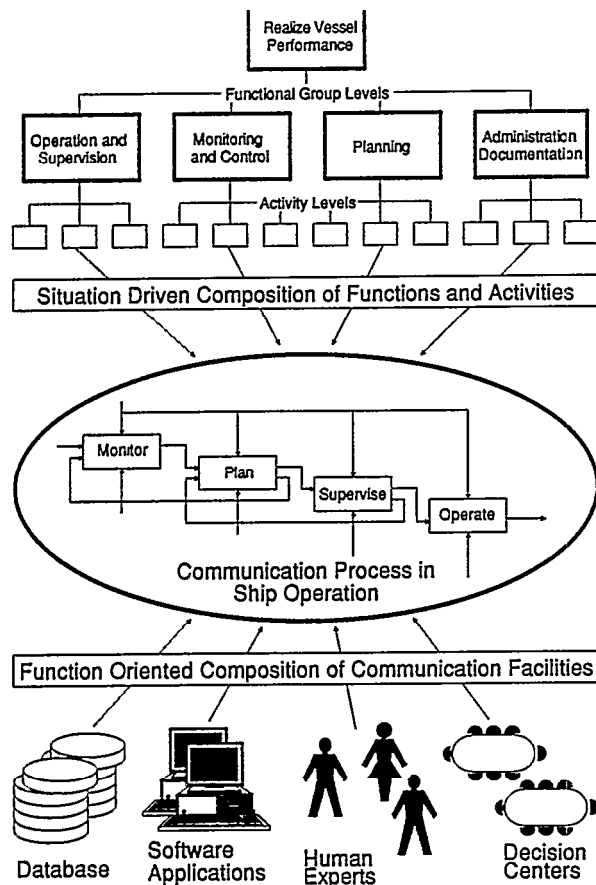 Realize Vessel
Performance
Functional Group Levels
Operation and
Supervision
Monitoring
and Control
Planning
Administration
Documentation
Activity Levels
Situation Driven Composition of Functions and Activities
Monitor
Plan
Supervise
Operate
Communication Process in
Ship Operation
Function Oriented Composition of Communication Facilities
Database
Software
Applications
Human
Experts
Decision
Centers